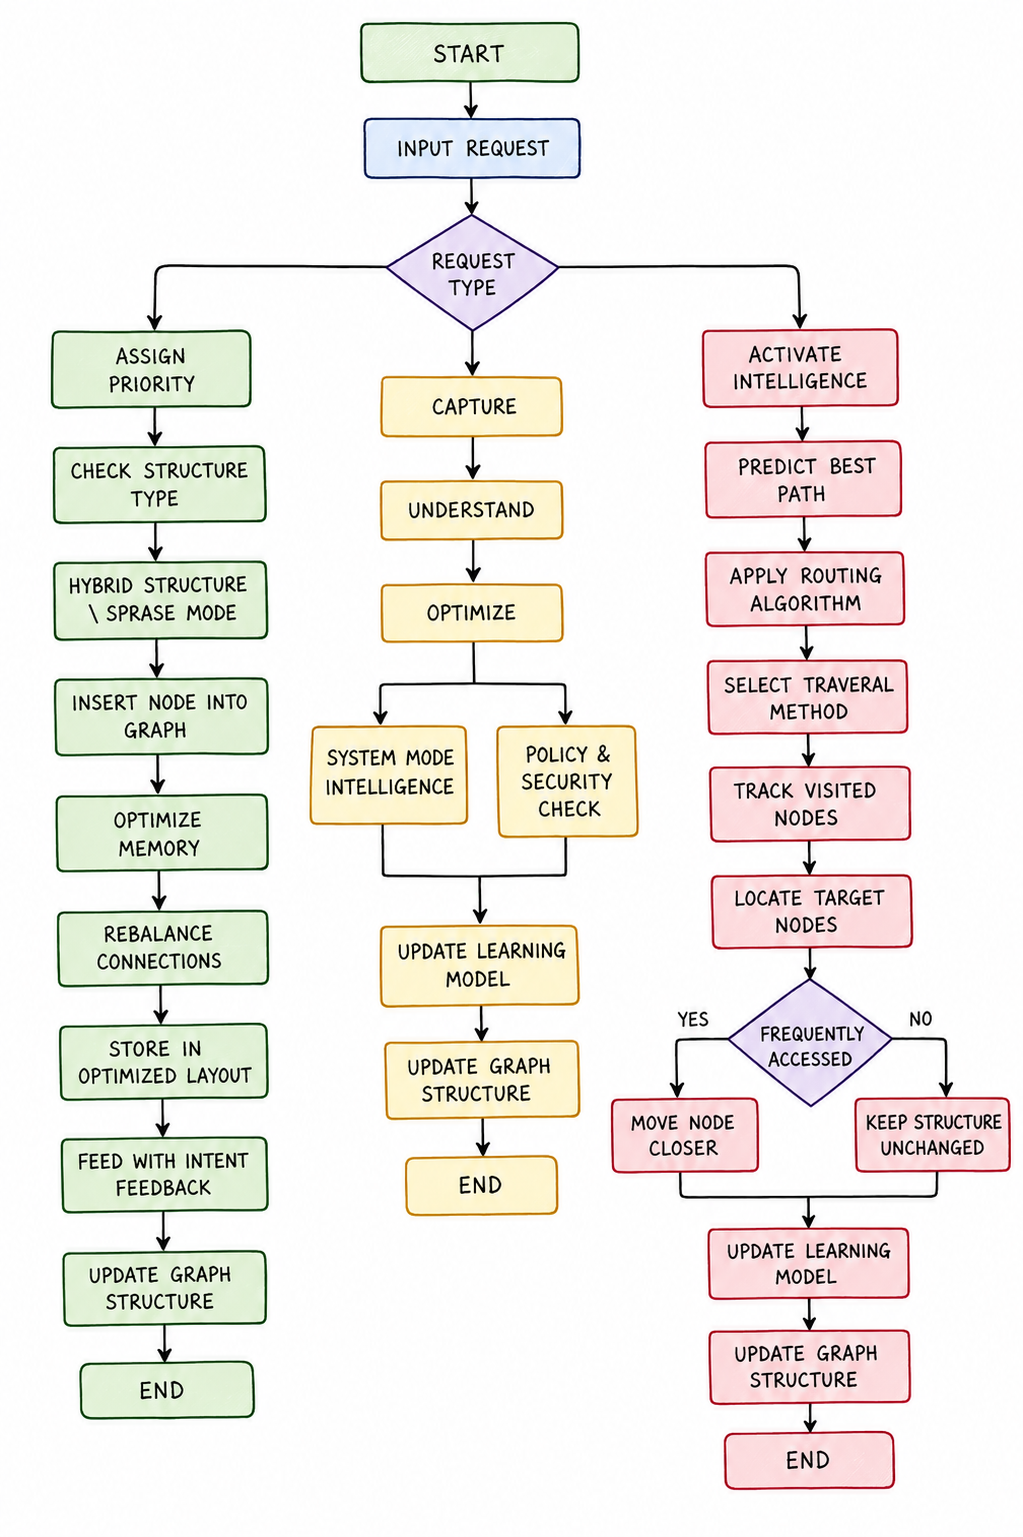 START
INPUT REQUEST
REQUEST
TYPE
ASSIGN
PRIORITY
CHECK STRUCTURE
TYPE
HYBRID STRUCTURE
\ SPRASE MODE
INSERT NODE INTO
GRAPH
OPTIMIZE
MEMORY
REBALANCE
CONNECTIONS
STORE IN
OPTIMIZED LAYOUT
FEED WITH INTENT
FEEDBACK
UPDATE GRAPH
STRUCTURE
END
CAPTURE
UNDERSTAND
OPTIMIZE
SYSTEM MODE
INTELLIGENCE
POLICY &
SECURITY
CHECK
UPDATE LEARNING
MODEL
UPDATE GRAPH
STRUCTURE
END
ACTIVATE
INTELLIGENCE
PREDICT BEST
PATH
APPLY ROUTING
ALGORITHM
SELECT TRAVERAL
METHOD
TRACK VISITED
NODES
LOCATE TARGET
NODES
FREQUENTLY
ACCESSED
YES
NO
MOVE NODE
CLOSER
KEEP STRUCTURE
UNCHANGED
UPDATE LEARNING
MODEL
UPDATE GRAPH
STRUCTURE
END